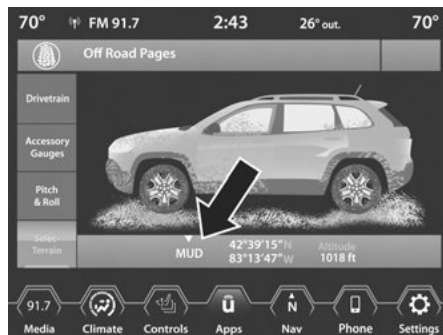 70° FM 91.7 2:43 26° out. 70°
Off Road Pages
Drivetrain
Accessory
Gauges
Pitch
& Roll
Selec-
Terrain
MUD
42°39'15"N
83°13'47"W
Altitude
1018 ft
91.7
Media
Climate
Controls
ū
Apps
N
Nav
Phone
Settings